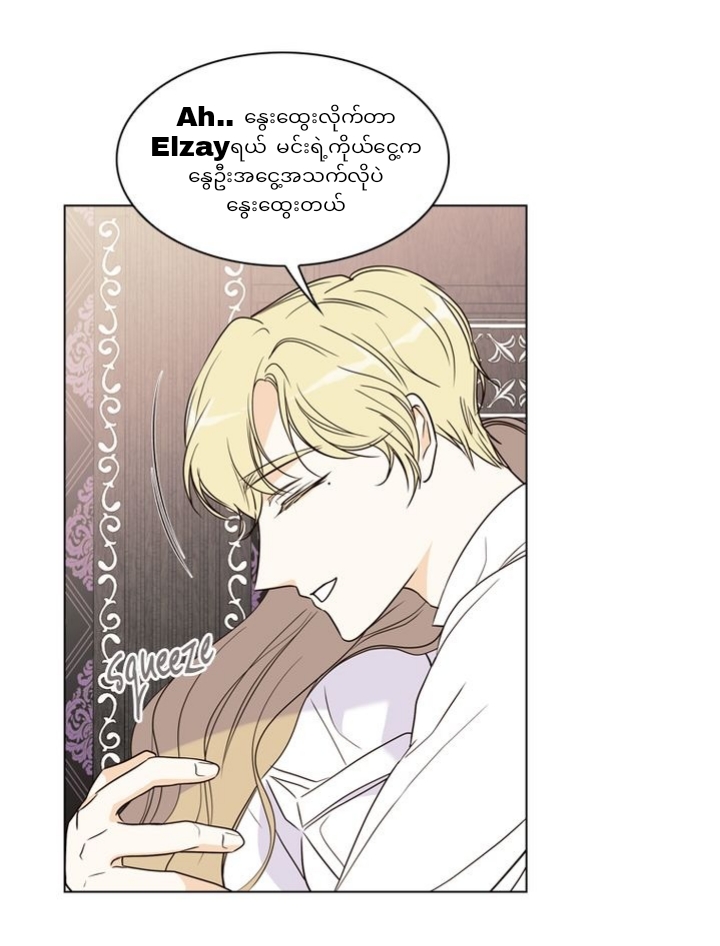 Ah.. နွေးထွေးလိုက်တာ
Elzayရယ် မင်းရဲ့ကိုယ်ငွေ့က
နွေဦးအငွေ့အသက်လိုပဲ
နွေးထွေးတယ်
squeeze